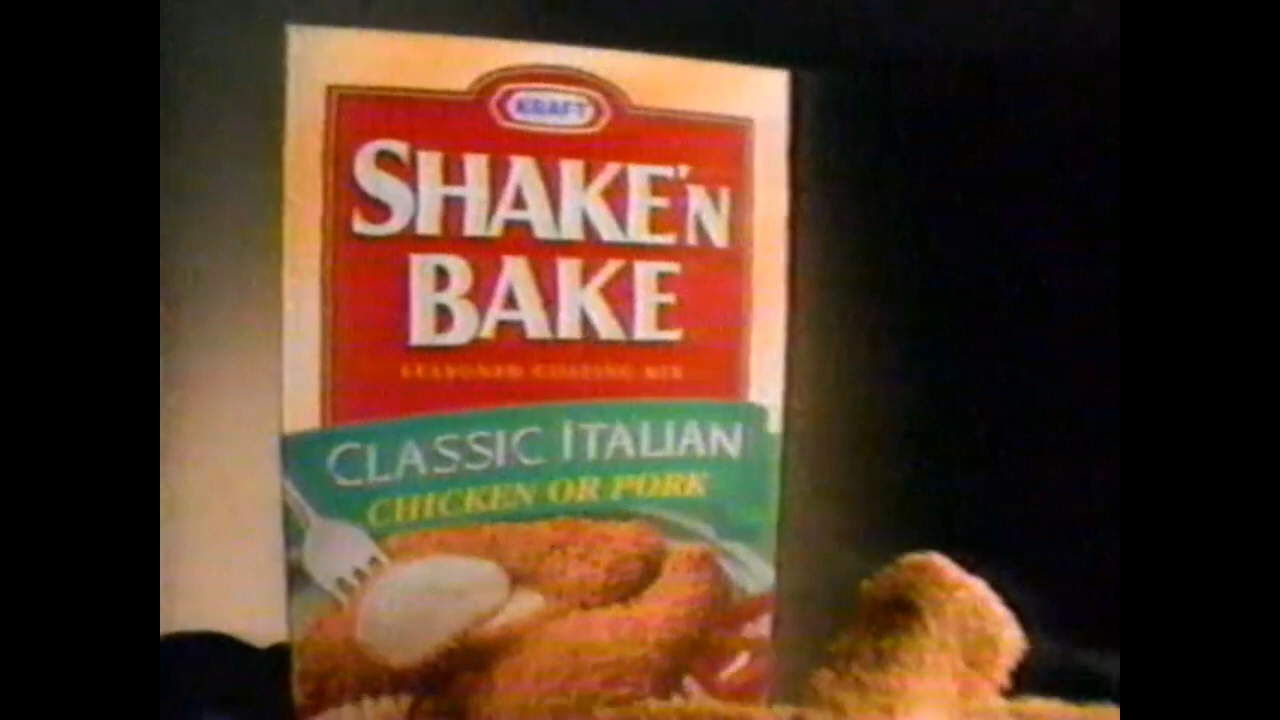 KRAFT
SHAKE'N
BAKE
SEASONED COATING MIX
CLASSIC ITALIAN
CHICKEN OR PORK